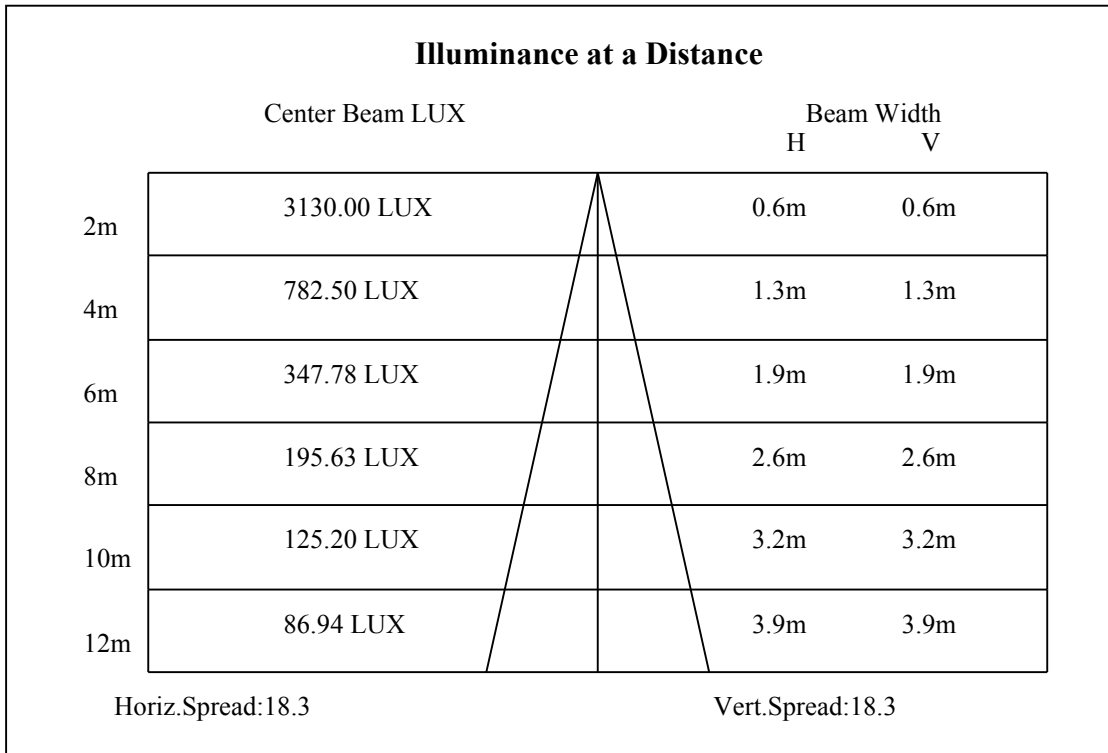 Illuminance at a Distance
Center Beam LUX Beam Width
H V
2m 3130.00 LUX 0.6m 0.6m
4m 782.50 LUX 1.3m 1.3m
6m 347.78 LUX 1.9m 1.9m
8m 195.63 LUX 2.6m 2.6m
10m 125.20 LUX 3.2m 3.2m
12m 86.94 LUX 3.9m 3.9m
Horiz.Spread:18.3 Vert.Spread:18.3